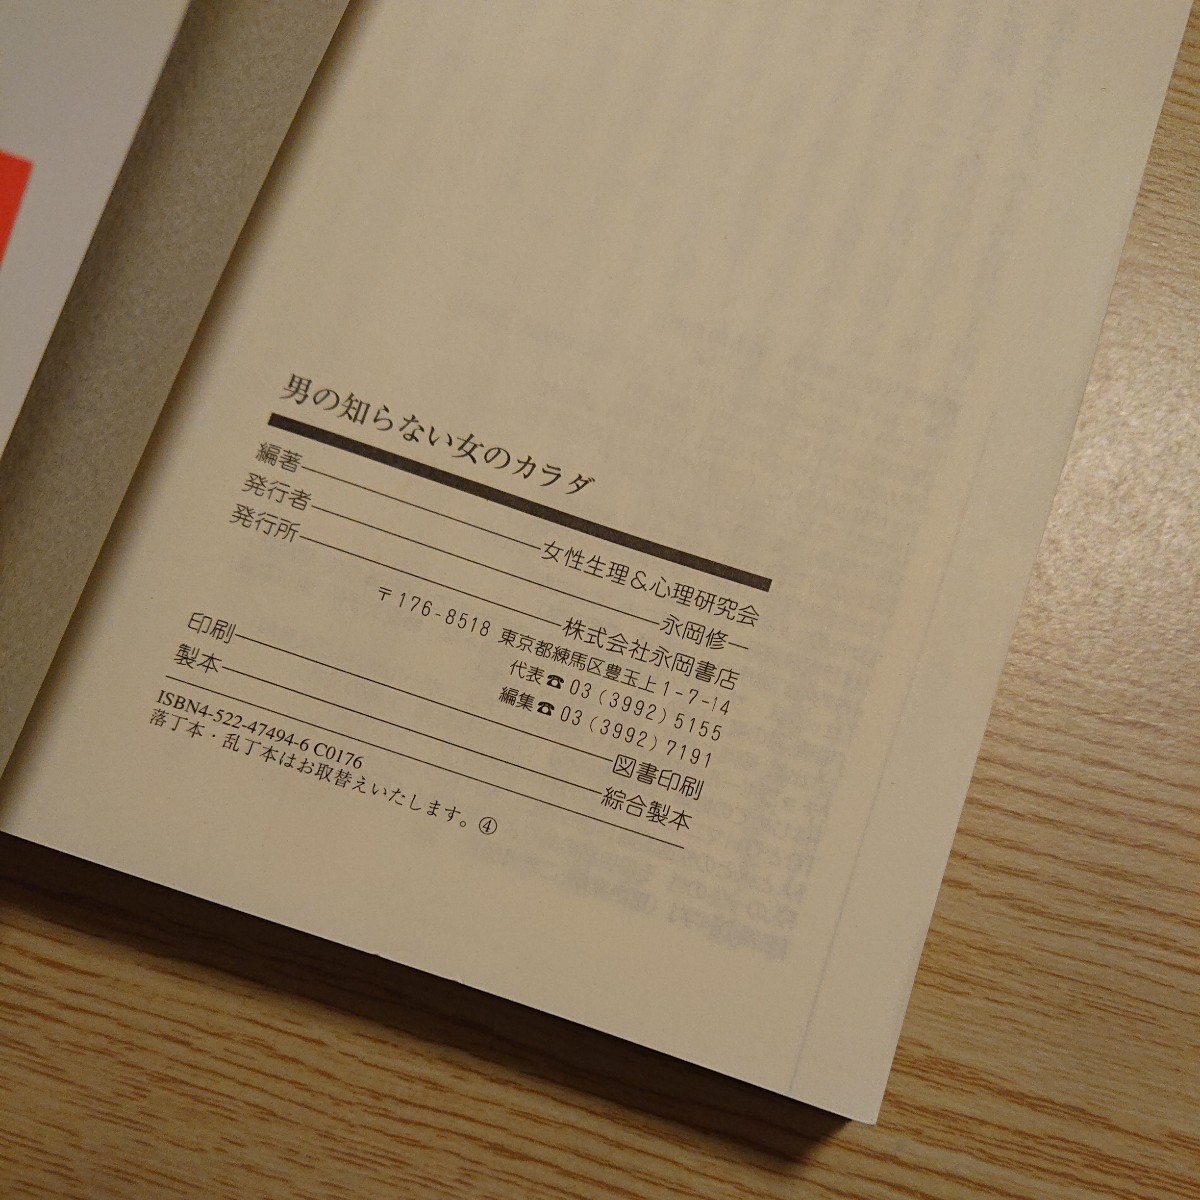 男の知らない女のカラダ
編著――女性生理&心理研究会
発行者――永岡修一
発行所――株式会社永岡書店
〒176-8518 東京都練馬区豊玉上1-7-14
代表☎03(3992)5155
編集☎03(3992)7191
印刷――図書印刷
製本――綜合製本
ISBN4-522-47494-6 C0176
落丁本・乱丁本はお取替えいたします。④